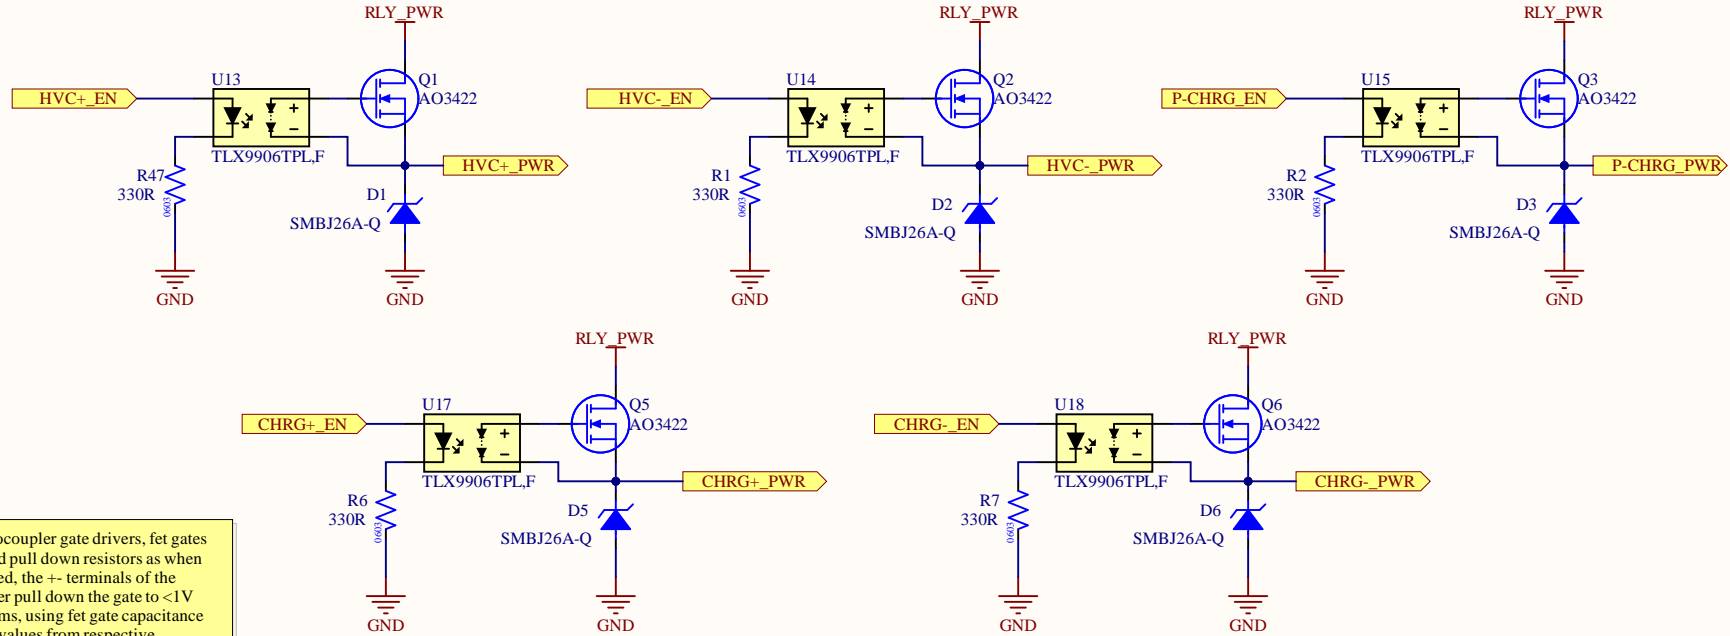 RLY_PWR
U13
Q1
HVC+_EN
AO3422
TLX9906TPL,F
HVC+_PWR
R47
330R
0603
D1
SMBJ26A-Q
GND
GND
RLY_PWR
U14
Q2
HVC-_EN
AO3422
TLX9906TPL,F
HVC-_PWR
R1
330R
0603
D2
SMBJ26A-Q
GND
GND
RLY_PWR
U15
Q3
P-CHRG_EN
AO3422
TLX9906TPL,F
P-CHRG_PWR
R2
330R
0603
D3
SMBJ26A-Q
GND
GND
RLY_PWR
U17
Q5
CHRG+_EN
AO3422
TLX9906TPL,F
CHRG+_PWR
R6
330R
0603
D5
SMBJ26A-Q
GND
GND
RLY_PWR
U18
Q6
CHRG-_EN
AO3422
TLX9906TPL,F
CHRG-_PWR
R7
330R
0603
D6
SMBJ26A-Q
GND
GND
ocoupler gate drivers, fet gates
d pull down resistors as when
ed, the +- terminals of the
er pull down the gate to <1V
ms, using fet gate capacitance
values from respective